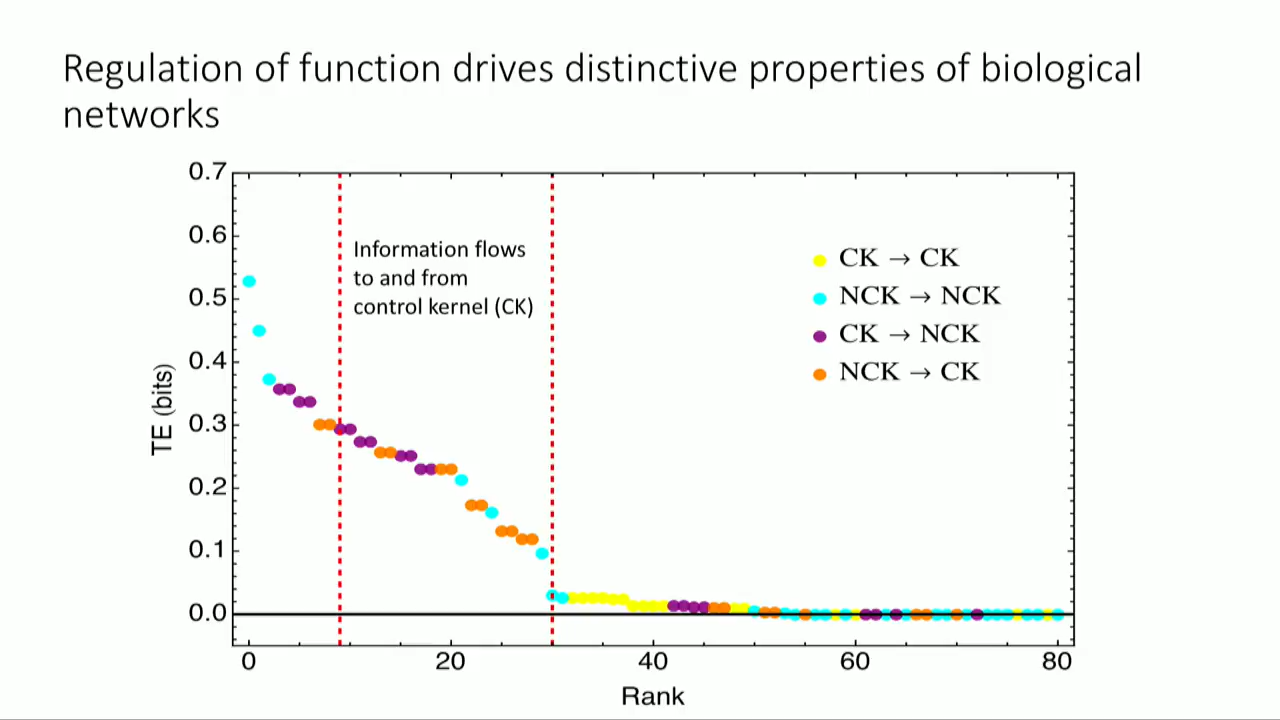 Regulation of function drives distinctive properties of biological
networks
0.7
0.6
0.5
0.4
0.3
0.2
0.1
0.0
TE (bits)
Information flows
to and from
control kernel (CK)
CK → CK
NCK → NCK
CK → NCK
NCK → CK
0 20 40 60 80
Rank